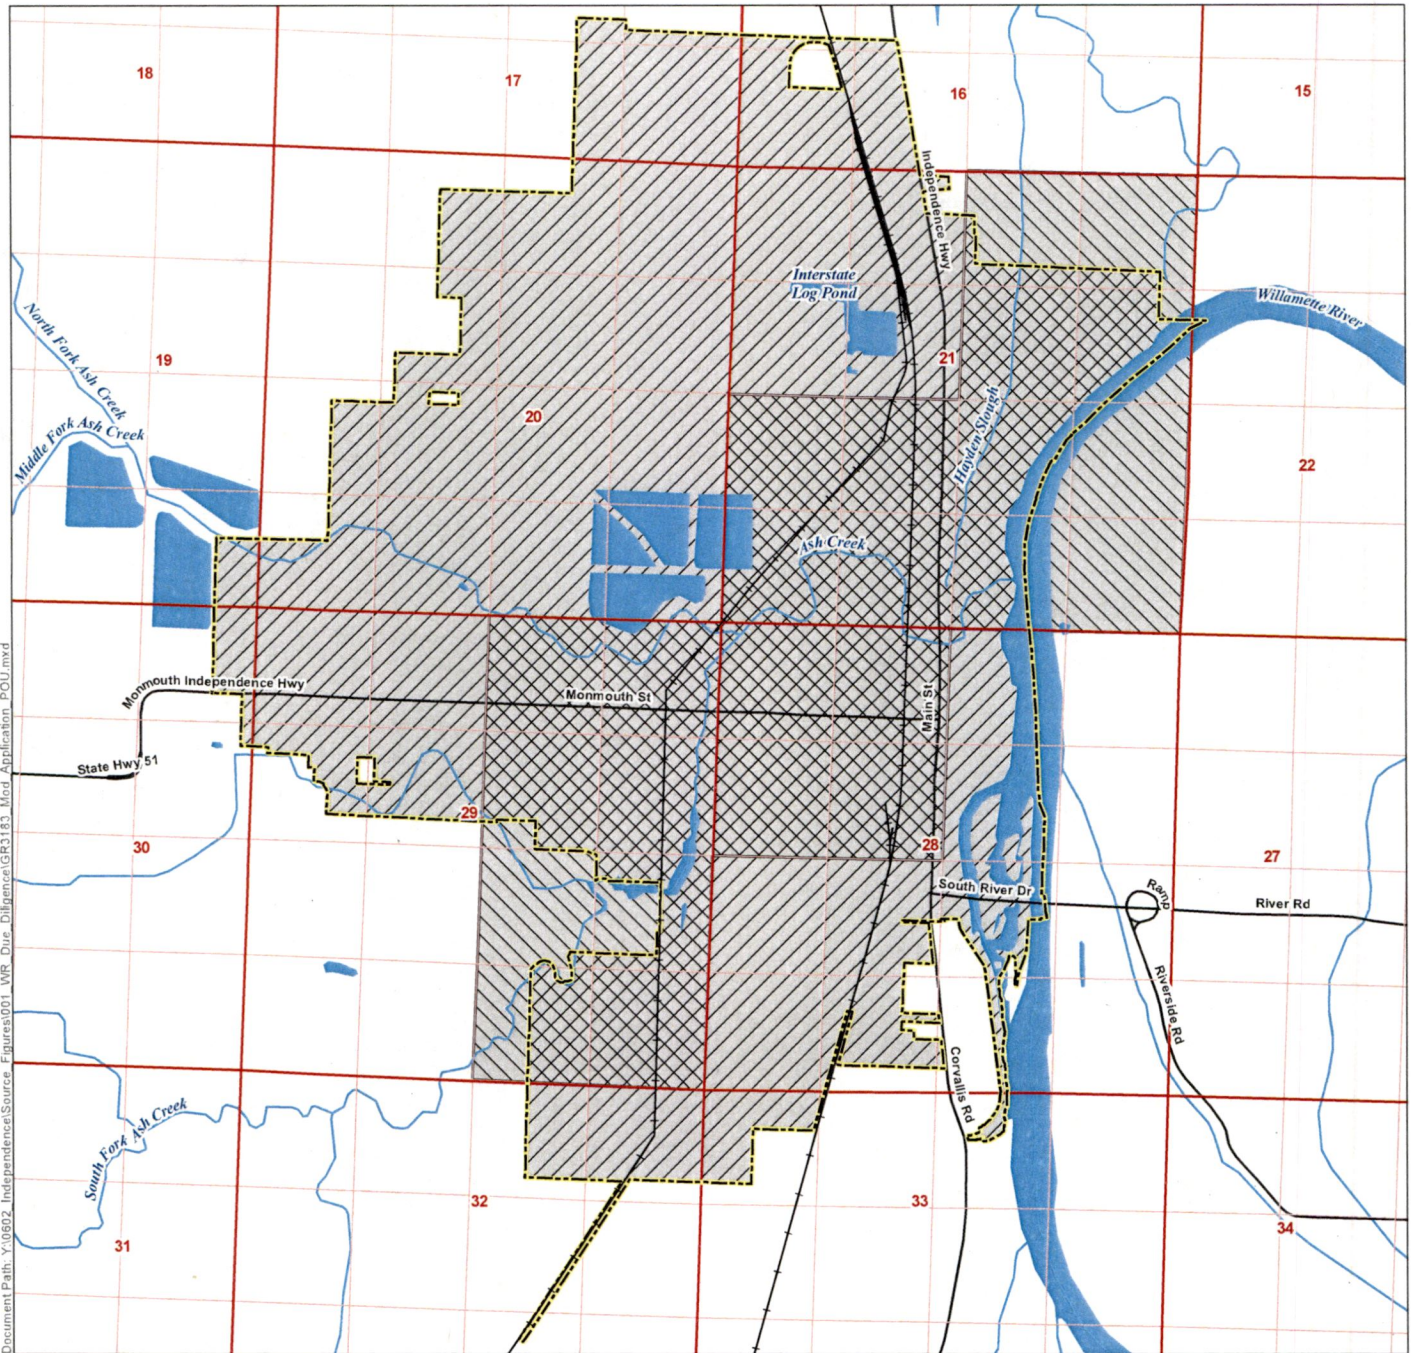 18
17
16
15
Independence Hwy
Interstate
Log Pond
Willamette River
North Fork Ash Creek
19
21
20
Middle Fork Ash Creek
Hayden Slough
22
Ash Creek
Monmouth Independence Hwy
Monmouth St
Main St
State Hwy 51
29
30
28
27
South River Dr
Ramp
River Rd
Riverside Rd
Corvallis Rd
South Fork Ash Creek
32
33
34
31
Document Path: Y:\0602_Independence\Source_Figures\001_WR_Due_Diligence\GR3183_Mod_Application_POU.mxd